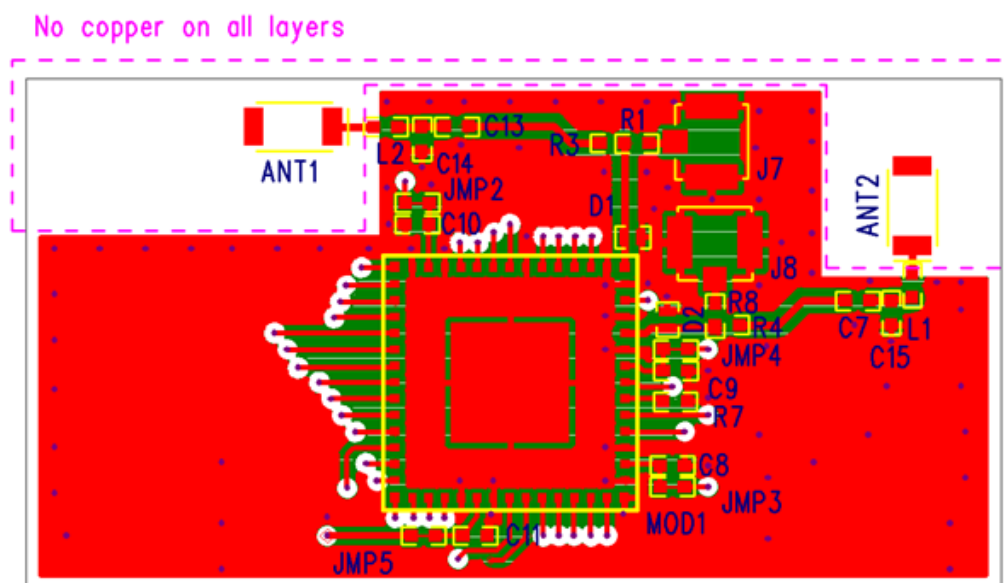 No copper on all layers
R1
C13
L2
R3
C14
J7
ANT1
JMP2
ANT2
C10
D1
J8
R8
D2
R4
C7
L1
JMP4
C15
C9
R7
C8
JMP3
MOD1
C11
JMP5